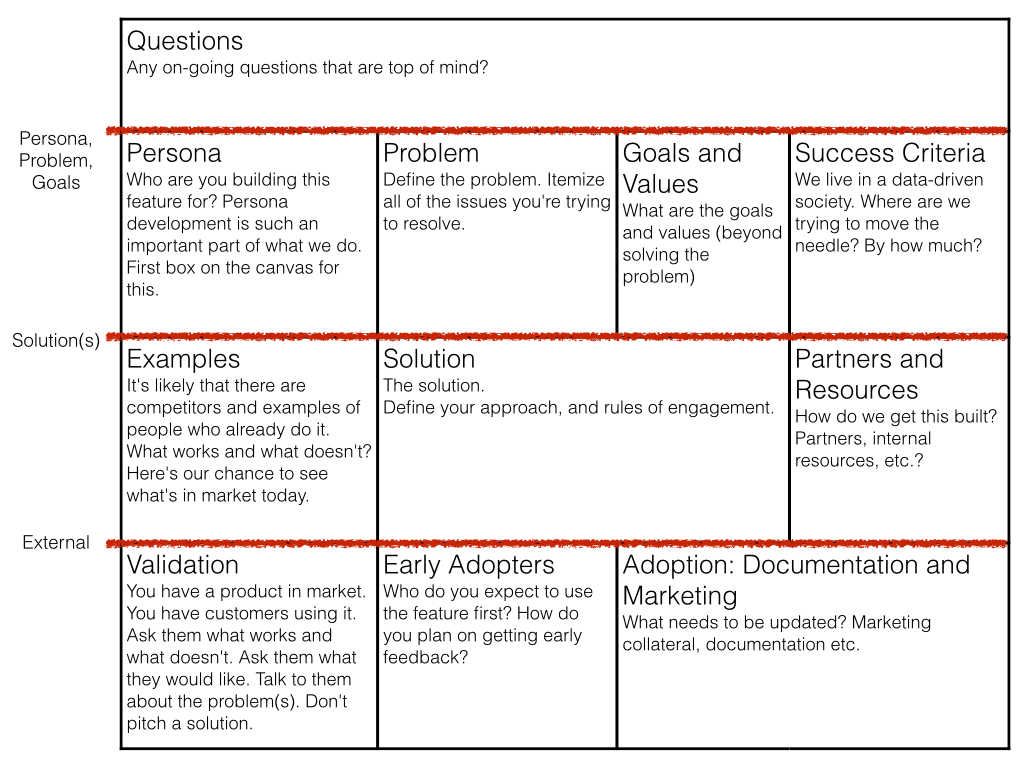 Questions
Any on-going questions that are top of mind?
Persona,
Problem,
Goals
Persona
Who are you building this
feature for? Persona
development is such an
important part of what we do.
First box on the canvas for
this.
Problem
Define the problem. Itemize
all of the issues you're trying
to resolve.
Goals and
Values
What are the goals
and values (beyond
solving the
problem)
Success Criteria
We live in a data-driven
society. Where are we
trying to move the
needle? By how much?
Solution(s)
Examples
It's likely that there are
competitors and examples of
people who already do it.
What works and what doesn't?
Here's our chance to see
what's in market today.
Solution
The solution.
Define your approach, and rules of engagement.
Partners and
Resources
How do we get this built?
Partners, internal
resources, etc.?
External
Validation
You have a product in market.
You have customers using it.
Ask them what works and
what doesn't. Ask them what
they would like. Talk to them
about the problem(s). Don't
pitch a solution.
Early Adopters
Who do you expect to use
the feature first? How do
you plan on getting early
feedback?
Adoption: Documentation and
Marketing
What needs to be updated? Marketing
collateral, documentation etc.